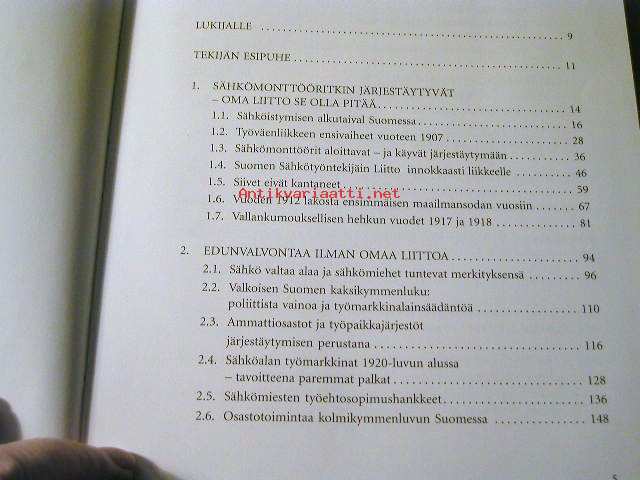 LUKIJALLE 9
TEKIJÄN ESIPUHE 11
1. SÄHKÖMONTTÖÖRITKIN JÄRJESTÄYTYVÄT
– OMA LIITTO SE OLLA PITÄÄ 14
1.1. Sähköistymisen alkutaival Suomessa 16
1.2. Työväenliikkeen ensivaiheet vuoteen 1907 28
1.3. Sähkömonttöörit aloittavat – ja käyvät järjestäytymään 36
1.4. Suomen Sähkötyöntekijäin Liitto innokkaasti liikkeelle 46
1.5. Siivet eivät kantaneet 59
Antikvariaatti.net
1.6. Vuoden 1912 lakosta ensimmäisen maailmansodan vuosiin 67
1.7. Vallankumouksellisen hehkun vuodet 1917 ja 1918 81
2. EDUNVALVONTAA ILMAN OMAA LIITTOA 94
2.1. Sähkö valtaa alaa ja sähkömiehet tuntevat merkityksensä 96
2.2. Valkoisen Suomen kaksikymmenluku:
poliittista vainoa ja työmarkkinalainsäädäntöä 110
2.3. Ammattiosastot ja työpaikkajärjestöt
järjestäytymisen perustana 116
2.4. Sähköalan työmarkkinat 1920-luvun alussa
– tavoitteena paremmat palkat 128
2.5. Sähkömiesten työehtosopimushankkeet 136
2.6. Osastotoimintaa kolmikymmenluvun Suomessa 148
5